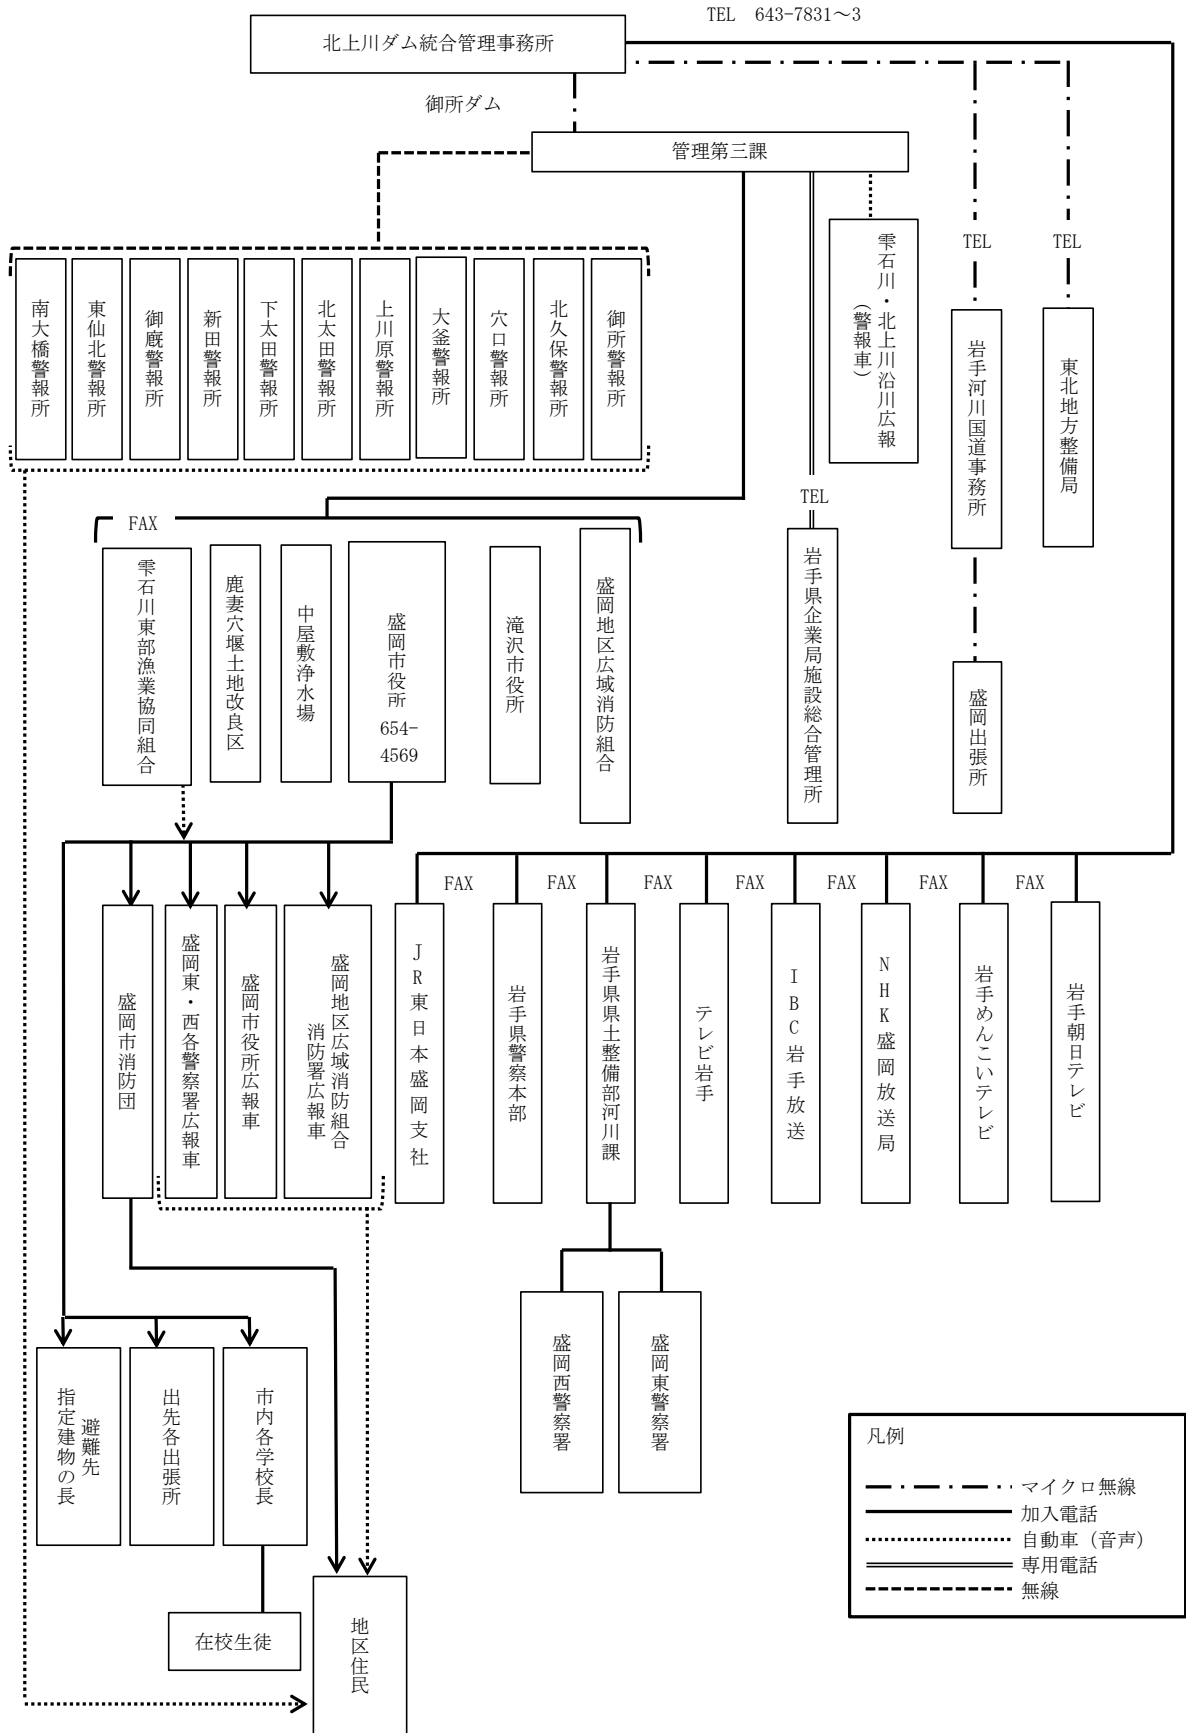 TEL 643-7831～3
北上川ダム統合管理事務所
御所ダム
管理第三課
南大橋警報所
東仙北警報所
御厩警報所
新田警報所
下太田警報所
北太田警報所
上川原警報所
大釜警報所
穴口警報所
北久保警報所
御所警報所
雫石川・北上川沿川広報
（警報車）
TEL
TEL
岩手河川国道事務所
東北地方整備局
TEL
FAX
雫石川東部漁業協同組合
鹿妻穴堰土地改良区
中屋敷浄水場
盛岡市役所
654-
4569
滝沢市役所
盛岡地区広域消防組合
岩手県企業局施設総合管理所
盛岡出張所
FAX
FAX
FAX
FAX
FAX
FAX
FAX
盛岡市消防団
盛岡東・西各警察署広報車
盛岡市役所広報車
盛岡地区広域消防組合
消防署広報車
JR東日本盛岡支社
岩手県警察本部
岩手県県土整備部河川課
テレビ岩手
IBC岩手放送
NHK盛岡放送局
岩手めんこいテレビ
岩手朝日テレビ
盛岡西警察署
盛岡東警察署
避難先
指定建物の長
出先各出張所
市内各学校長
在校生徒
地区住民
凡例
マイクロ無線
加入電話
自動車（音声）
専用電話
無線